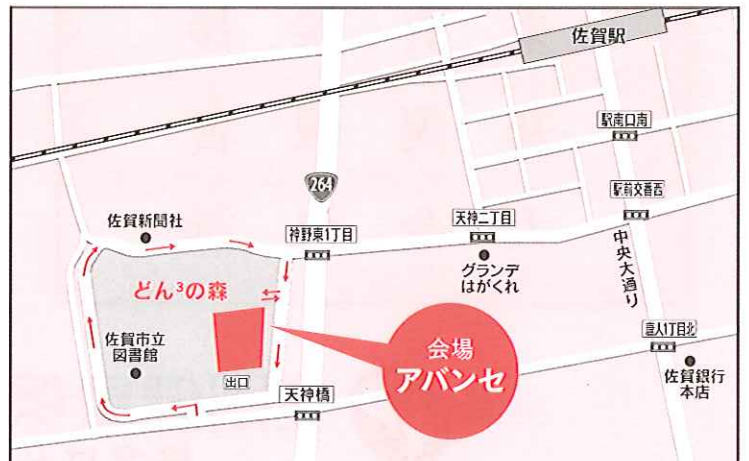 佐賀駅
駅南口南
264
駅前交番西
佐賀新聞社
天神二丁目
神野東1丁目
グランデ
はがくれ
中央大通り
どん³の森
佐賀市立
図書館
会場
アバンセ
唐人1丁目北
出口
天神橋
佐賀銀行
本店